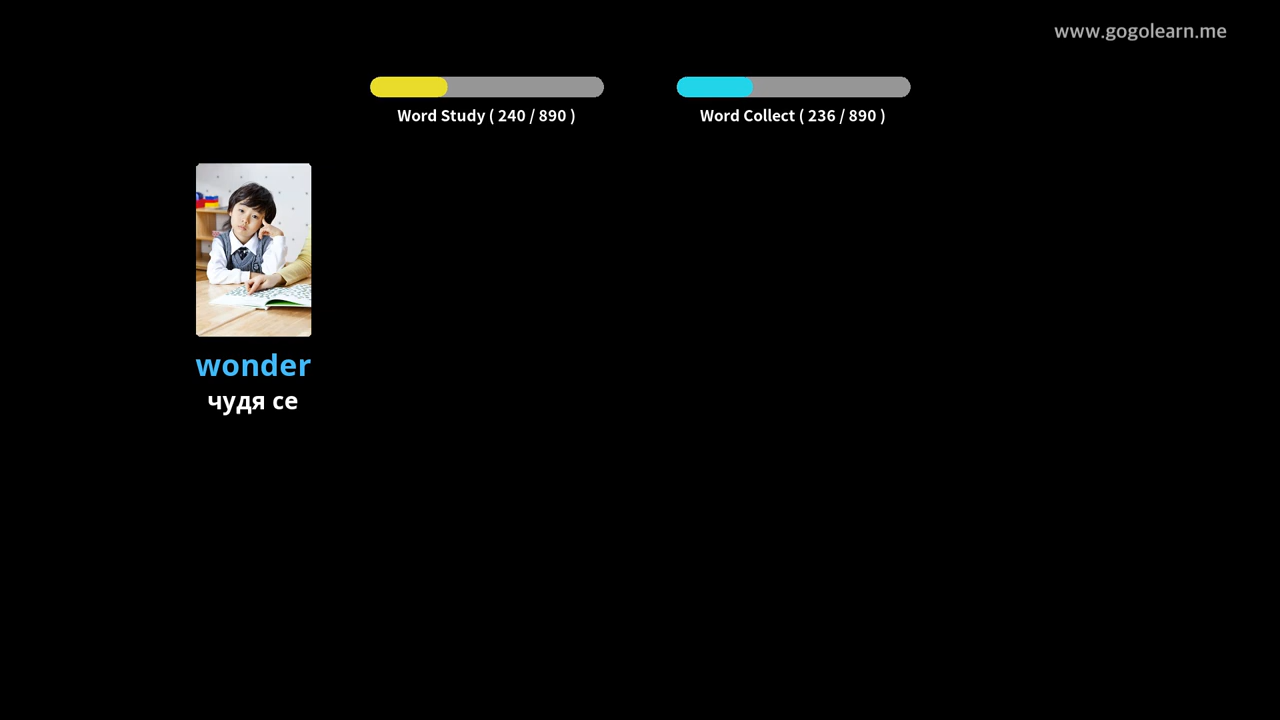 www.gogolearn.me
Word Study ( 240 / 890 )
Word Collect ( 236 / 890 )
wonder
чудя се